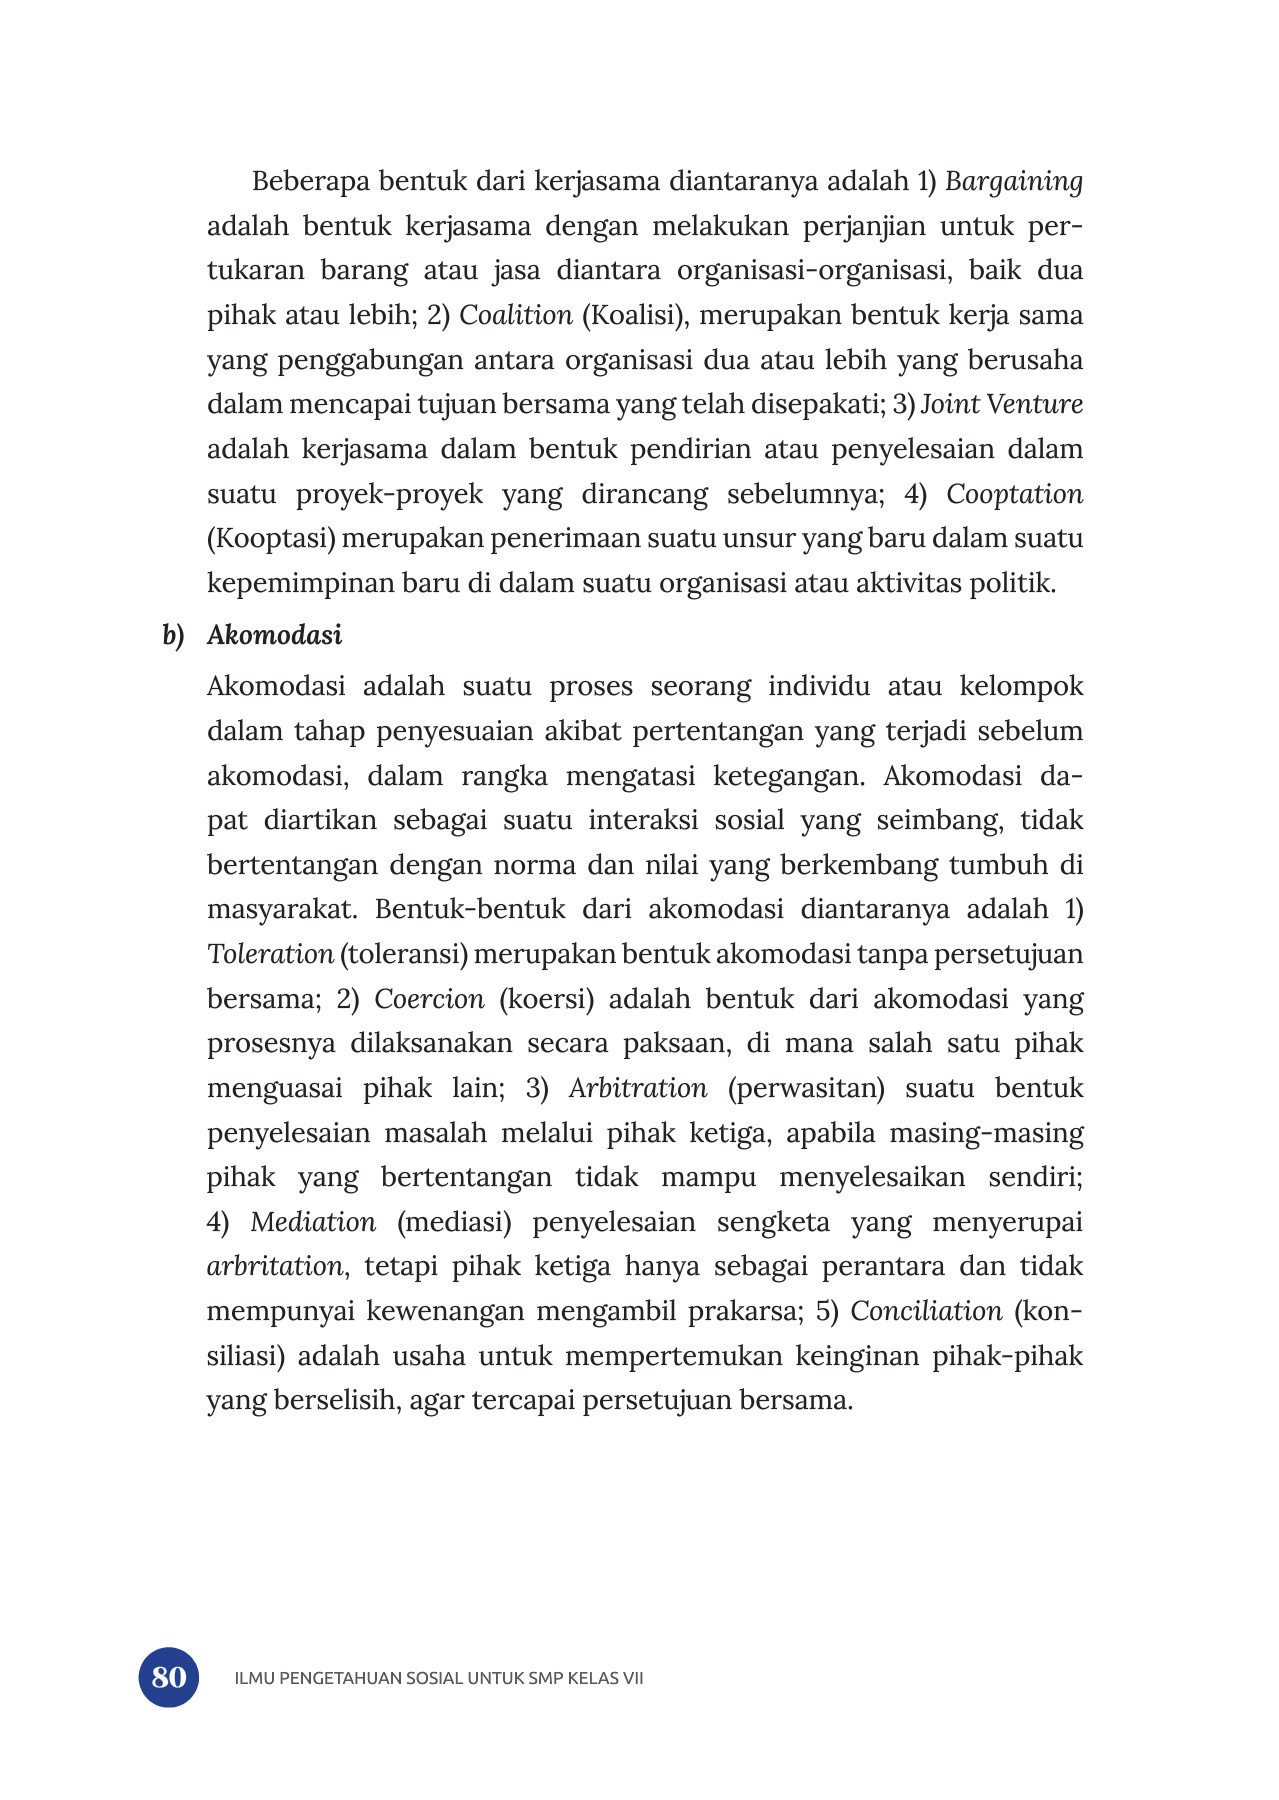 Beberapa bentuk dari kerjasama diantaranya adalah 1) Bargaining
adalah bentuk kerjasama dengan melakukan perjanjian untuk per-
tukaran barang atau jasa diantara organisasi-organisasi, baik dua
pihak atau lebih; 2) Coalition (Koalisi), merupakan bentuk kerja sama
yang penggabungan antara organisasi dua atau lebih yang berusaha
dalam mencapai tujuan bersama yang telah disepakati; 3) Joint Venture
adalah kerjasama dalam bentuk pendirian atau penyelesaian dalam
suatu proyek-proyek yang dirancang sebelumnya; 4) Cooptation
(Kooptasi) merupakan penerimaan suatu unsur yang baru dalam suatu
kepemimpinan baru di dalam suatu organisasi atau aktivitas politik.
b) Akomodasi
Akomodasi adalah suatu proses seorang individu atau kelompok
dalam tahap penyesuaian akibat pertentangan yang terjadi sebelum
akomodasi, dalam rangka mengatasi ketegangan. Akomodasi da-
pat diartikan sebagai suatu interaksi sosial yang seimbang, tidak
bertentangan dengan norma dan nilai yang berkembang tumbuh di
masyarakat. Bentuk-bentuk dari akomodasi diantaranya adalah 1)
Toleration (toleransi) merupakan bentuk akomodasi tanpa persetujuan
bersama; 2) Coercion (koersi) adalah bentuk dari akomodasi yang
prosesnya dilaksanakan secara paksaan, di mana salah satu pihak
menguasai pihak lain; 3) Arbitration (perwasitan) suatu bentuk
penyelesaian masalah melalui pihak ketiga, apabila masing-masing
pihak yang bertentangan tidak mampu menyelesaikan sendiri;
4) Mediation (mediasi) penyelesaian sengketa yang menyerupai
arbritation, tetapi pihak ketiga hanya sebagai perantara dan tidak
mempunyai kewenangan mengambil prakarsa; 5) Conciliation (kon-
siliasi) adalah usaha untuk mempertemukan keinginan pihak-pihak
yang berselisih, agar tercapai persetujuan bersama.
80 ILMU PENGETAHUAN SOSIAL UNTUK SMP KELAS VII